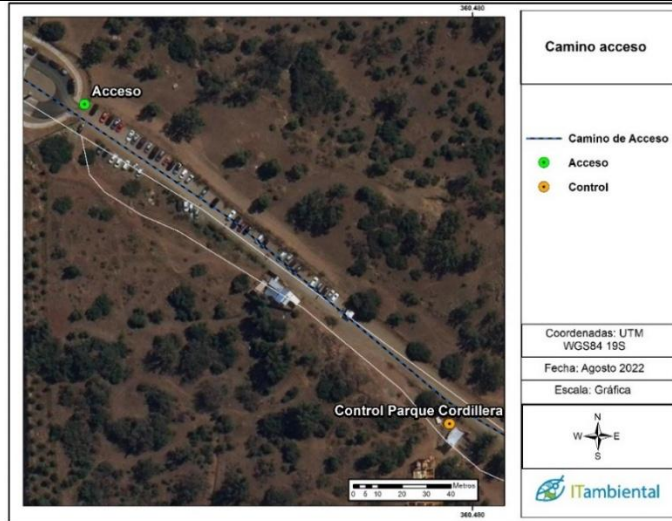 360.480
Camino acceso
Acceso
Camino de Acceso
Acceso
Control
Coordenadas: UTM
WGS84 19S
Fecha: Agosto 2022
Escala: Gráfica
N
W E
S
Control Parque Cordillera
Metros
0 5 10 20 30 40
360.480
ITambiental